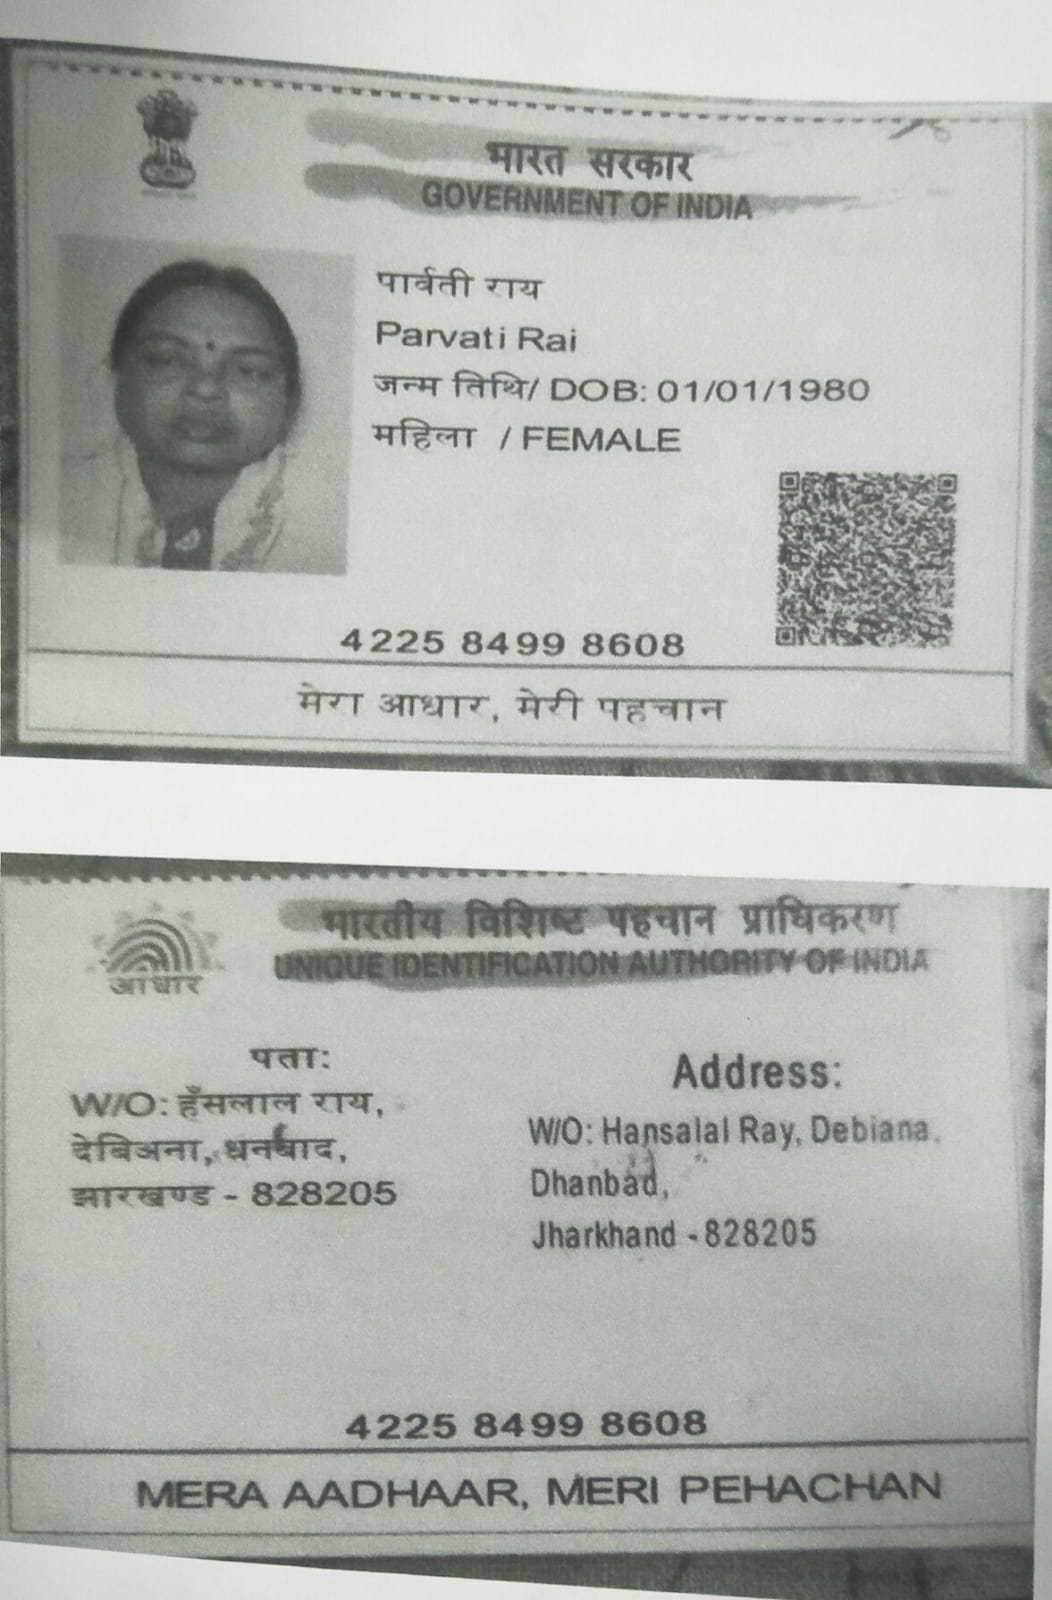 भारत सरकार
GOVERNMENT OF INDIA
पार्वती राय
Parvati Rai
जन्म तिथि/ DOB: 01/01/1980
महिला / FEMALE
4225 8499 8608
मेरा आधार, मेरी पहचान
भारतीय विशिष्ट पहचान प्राधिकरण
UNIQUE IDENTIFICATION AUTHORITY OF INDIA
आधार
पता:
W/O: हँसलाल राय,
देबिअना, धनबाद,
झारखण्ड - 828205
Address:
W/O: Hansalal Ray, Debiana,
Dhanbad,
Jharkhand - 828205
4225 8499 8608
MERA AADHAAR, MERI PEHACHAN